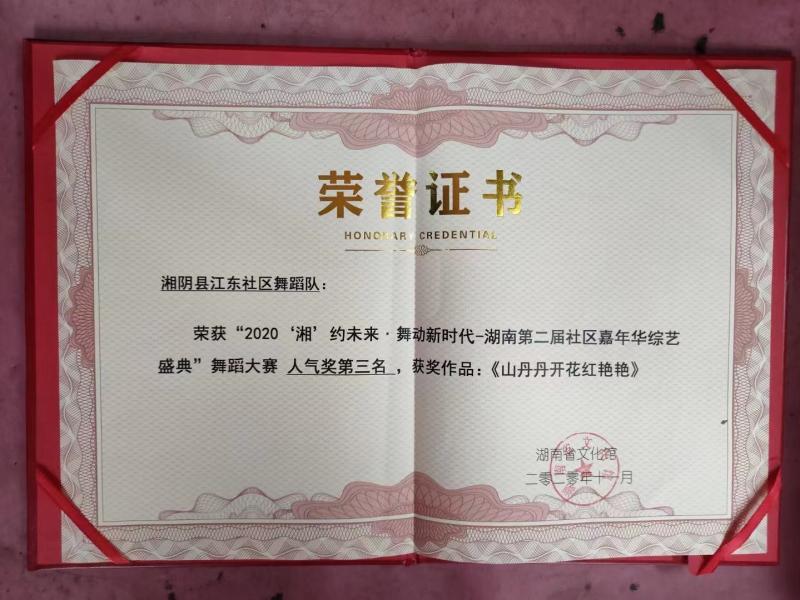 荣誉证书
HONORARY CREDENTIAL
湘阴县江东社区舞蹈队：
荣获“2020‘湘’约未来·舞动新时代-湖南第二届社区嘉年华综艺
盛典”舞蹈大赛 人气奖第三名，获奖作品：《山丹丹开花红艳艳》
湖南省文化馆
二零二零年十一月